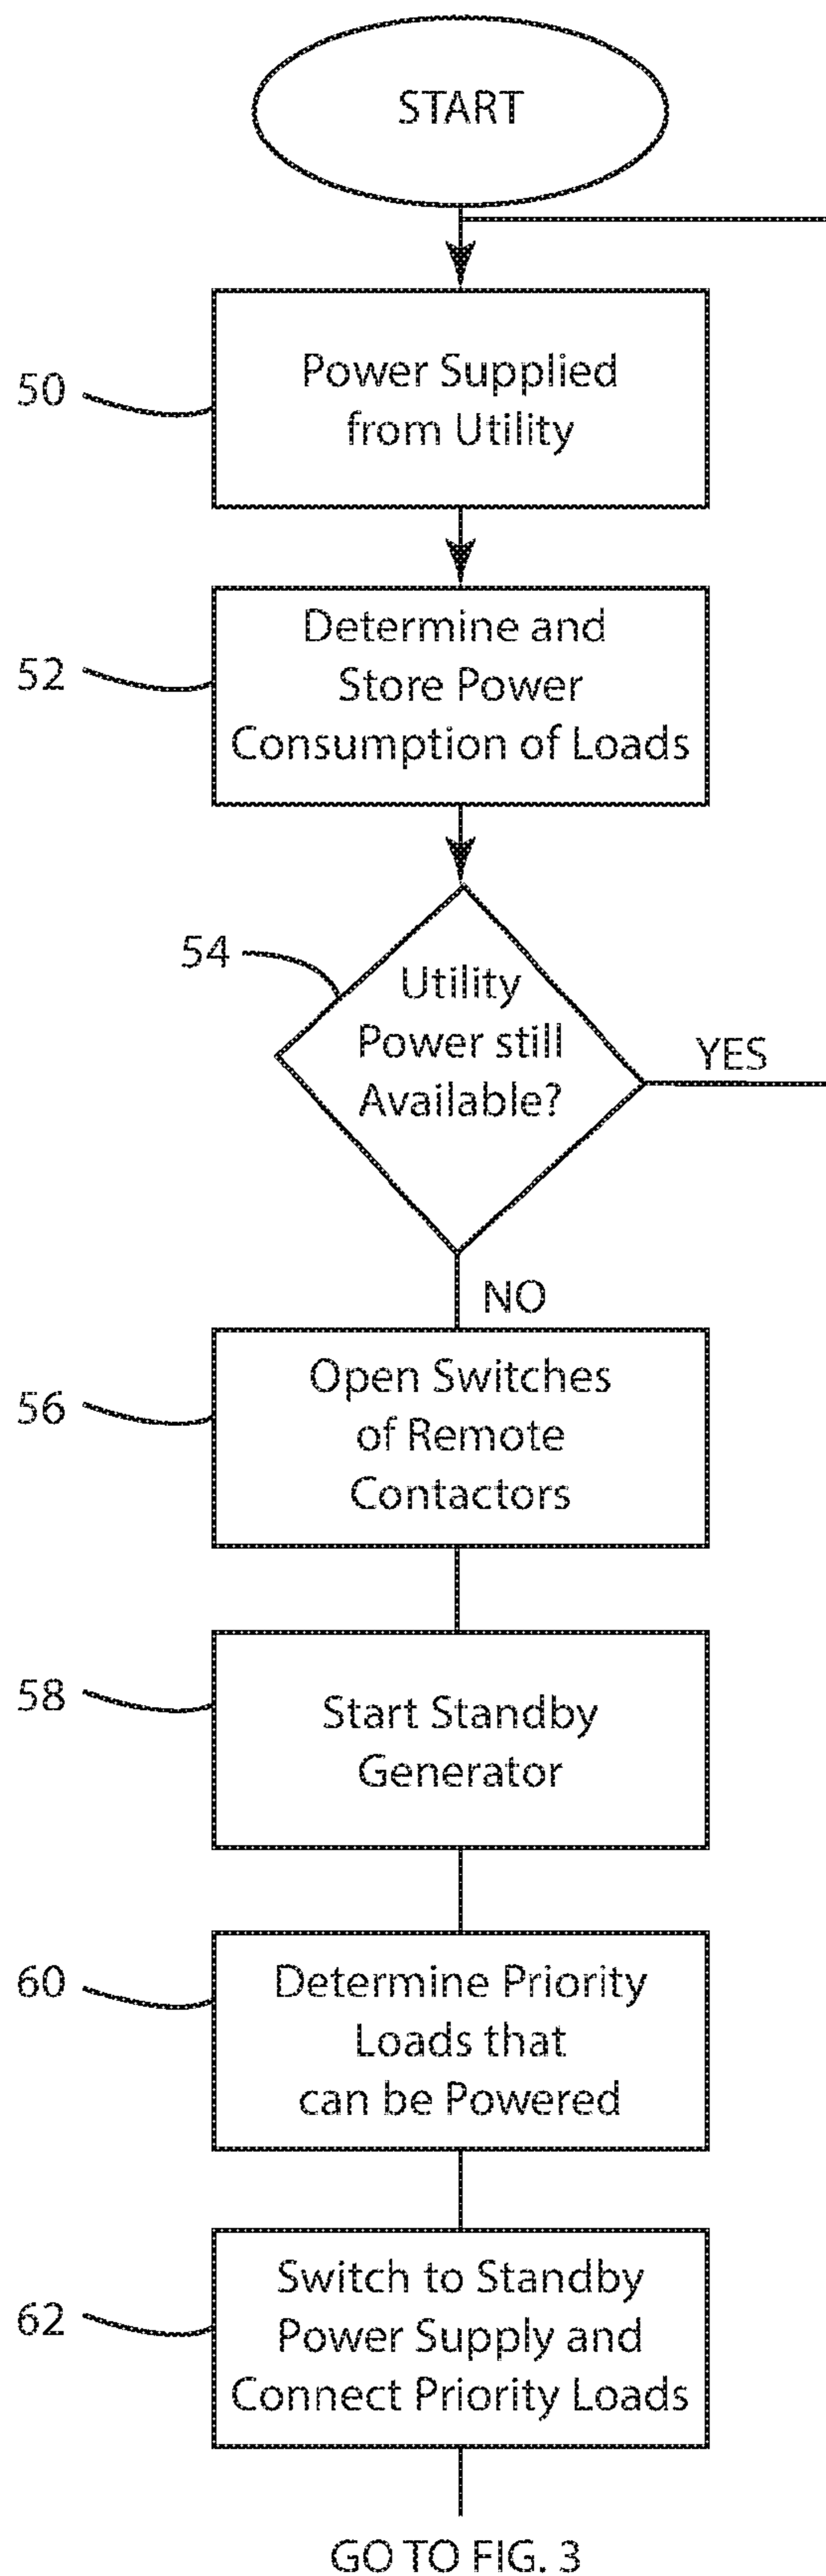 START
50
Power Supplied
from Utility
52
Determine and
Store Power
Consumption of Loads
54
Utility
Power still
Available?
YES
NO
56
Open Switches
of Remote
Contactors
58
Start Standby
Generator
60
Determine Priority
Loads that
can be Powered
62
Switch to Standby
Power Supply and
Connect Priority Loads
GO TO FIG. 3